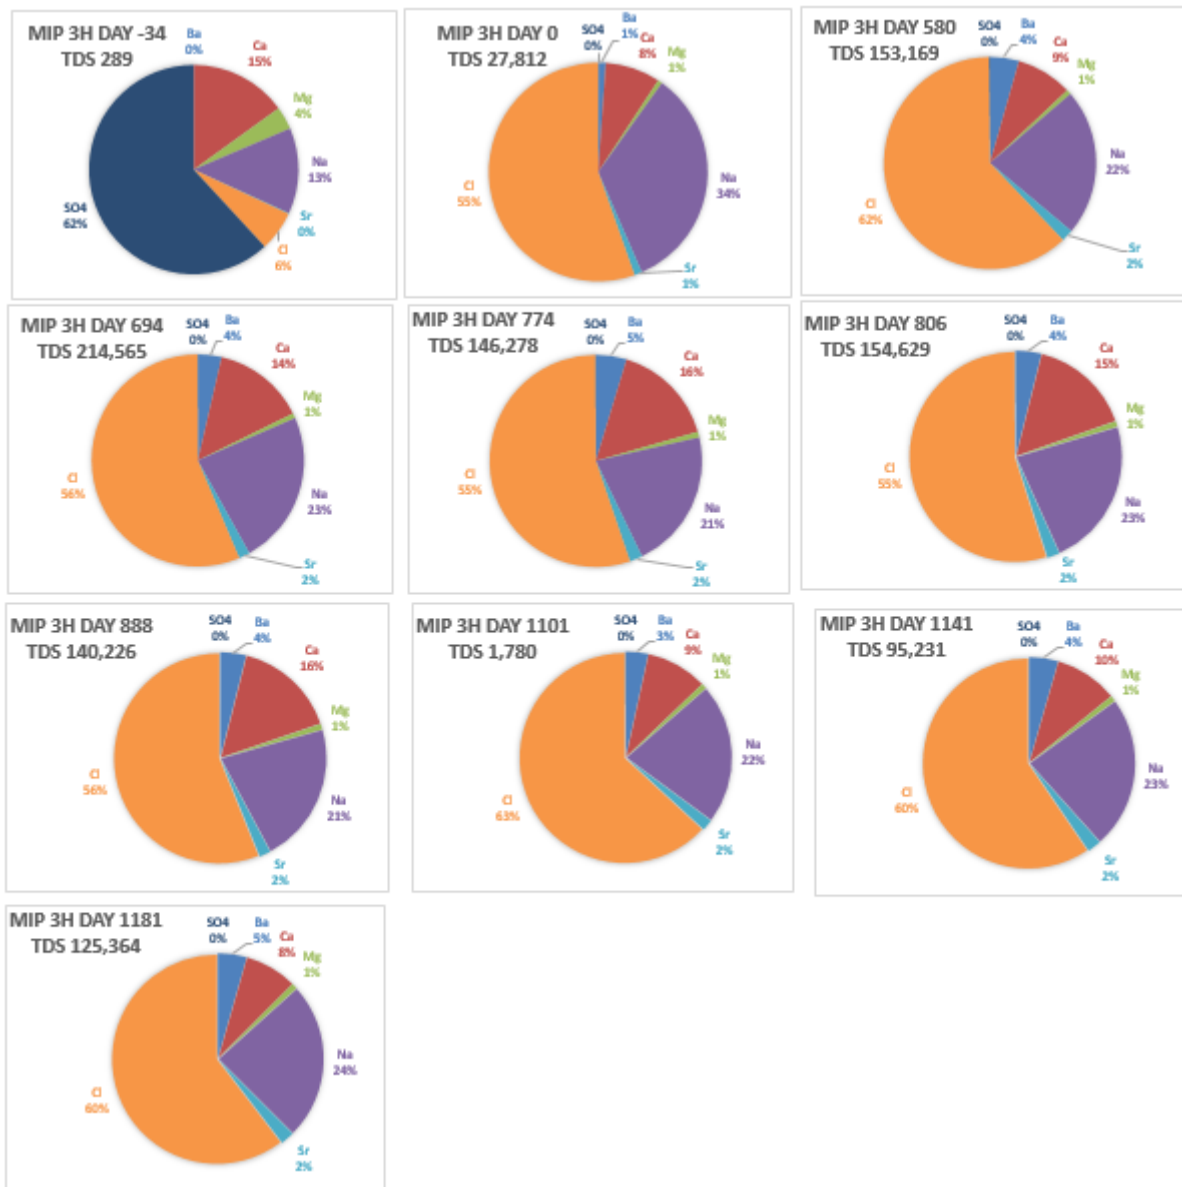 MIP 3H DAY -34
TDS 289
Ba
0%
Ca
15%
Mg
4%
Na
13%
Sr
0%
Cl
6%
SO4
62%
MIP 3H DAY 0
TDS 27,812
SO4
0%
Ba
1%
Ca
8%
Mg
1%
Na
34%
Sr
1%
Cl
55%
MIP 3H DAY 580
TDS 153,169
SO4
0%
Ba
4%
Ca
9%
Mg
1%
Na
22%
Sr
2%
Cl
62%
MIP 3H DAY 694
TDS 214,565
SO4
0%
Ba
4%
Ca
14%
Mg
1%
Na
23%
Sr
2%
Cl
56%
MIP 3H DAY 774
TDS 146,278
SO4
0%
Ba
5%
Ca
16%
Mg
1%
Na
21%
Sr
2%
Cl
55%
MIP 3H DAY 806
TDS 154,629
SO4
0%
Ba
4%
Ca
15%
Mg
1%
Na
23%
Sr
2%
Cl
55%
MIP 3H DAY 888
TDS 140,226
SO4
0%
Ba
4%
Ca
16%
Mg
1%
Na
21%
Sr
2%
Cl
56%
MIP 3H DAY 1101
TDS 1,780
SO4
0%
Ba
3%
Ca
9%
Mg
1%
Na
22%
Sr
2%
Cl
63%
MIP 3H DAY 1141
TDS 95,231
SO4
0%
Ba
4%
Ca
10%
Mg
1%
Na
23%
Sr
2%
Cl
60%
MIP 3H DAY 1181
TDS 125,364
SO4
0%
Ba
5%
Ca
8%
Mg
1%
Na
24%
Sr
2%
Cl
60%